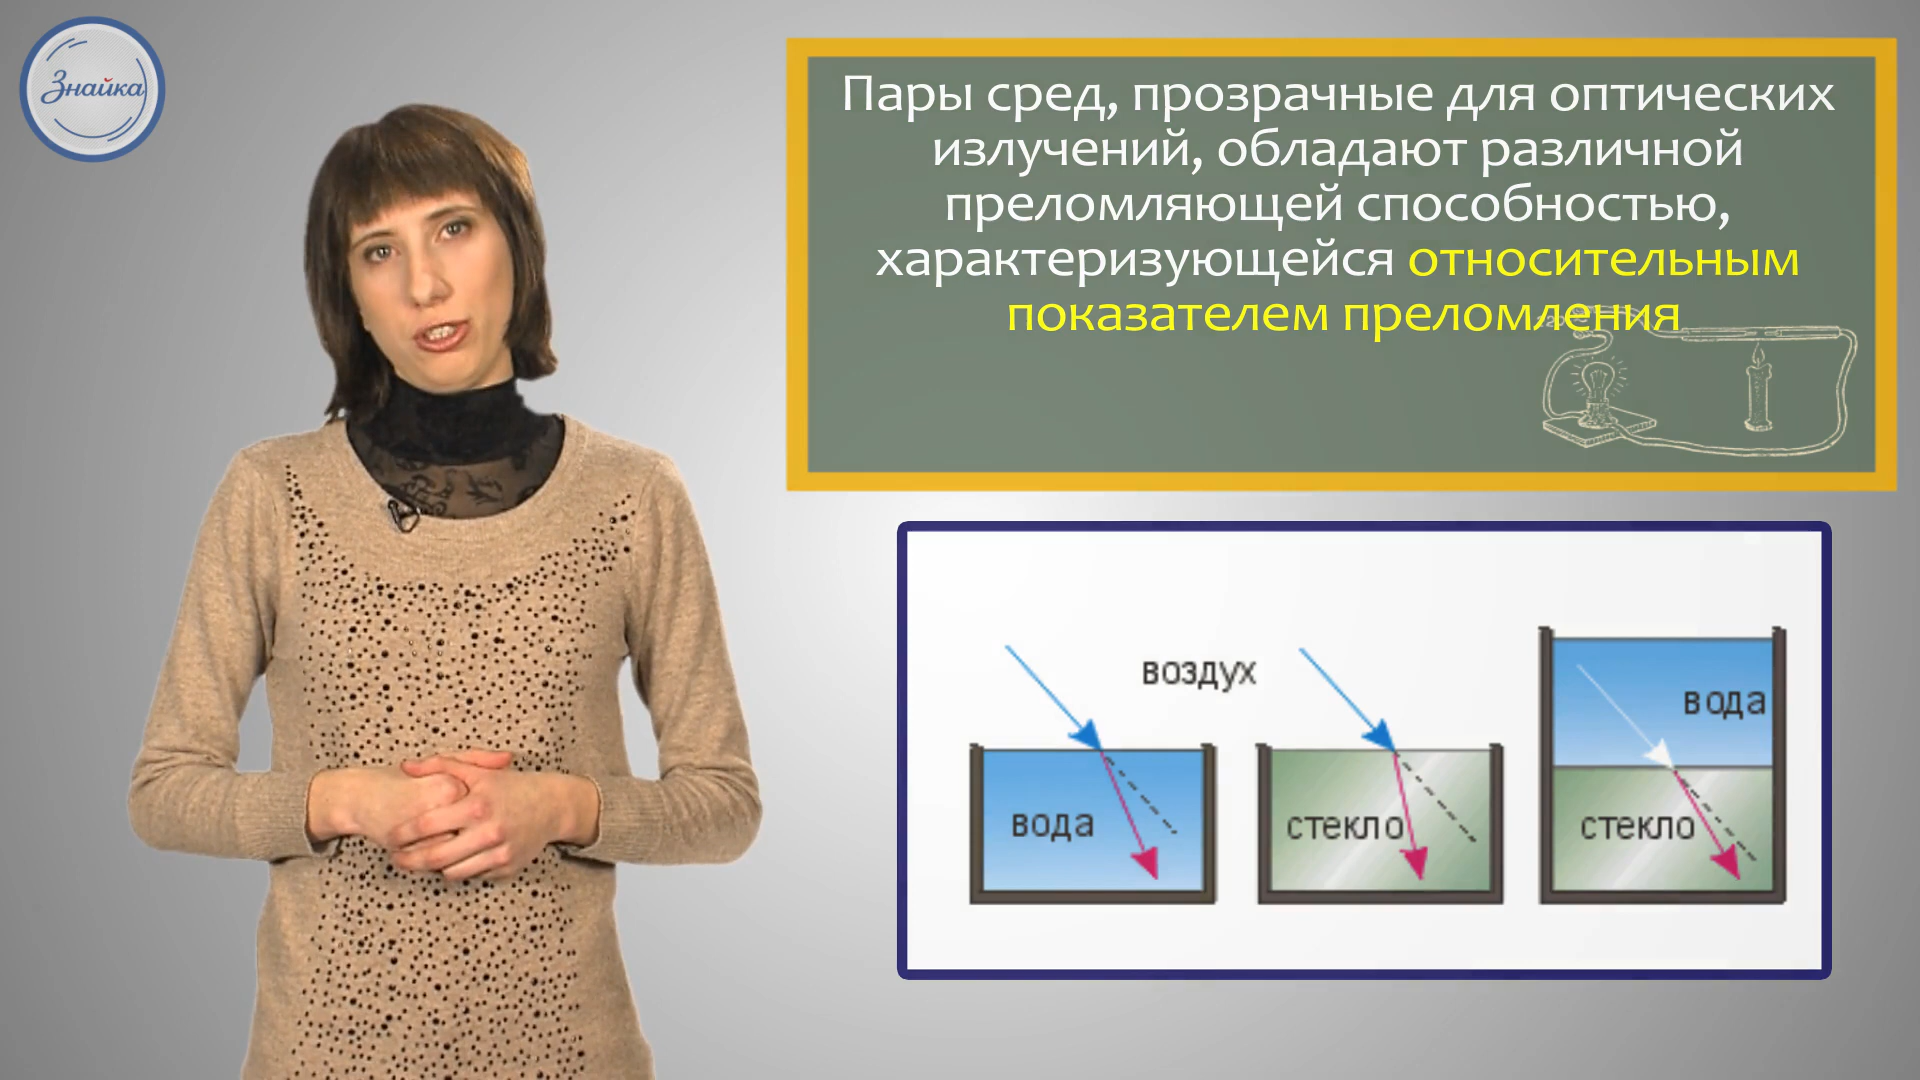 Знайка
Пары сред, прозрачные для оптических
излучений, обладают различной
преломляющей способностью,
характеризующейся относительным
показателем преломления
воздух
вода
стекло
вода
стекло